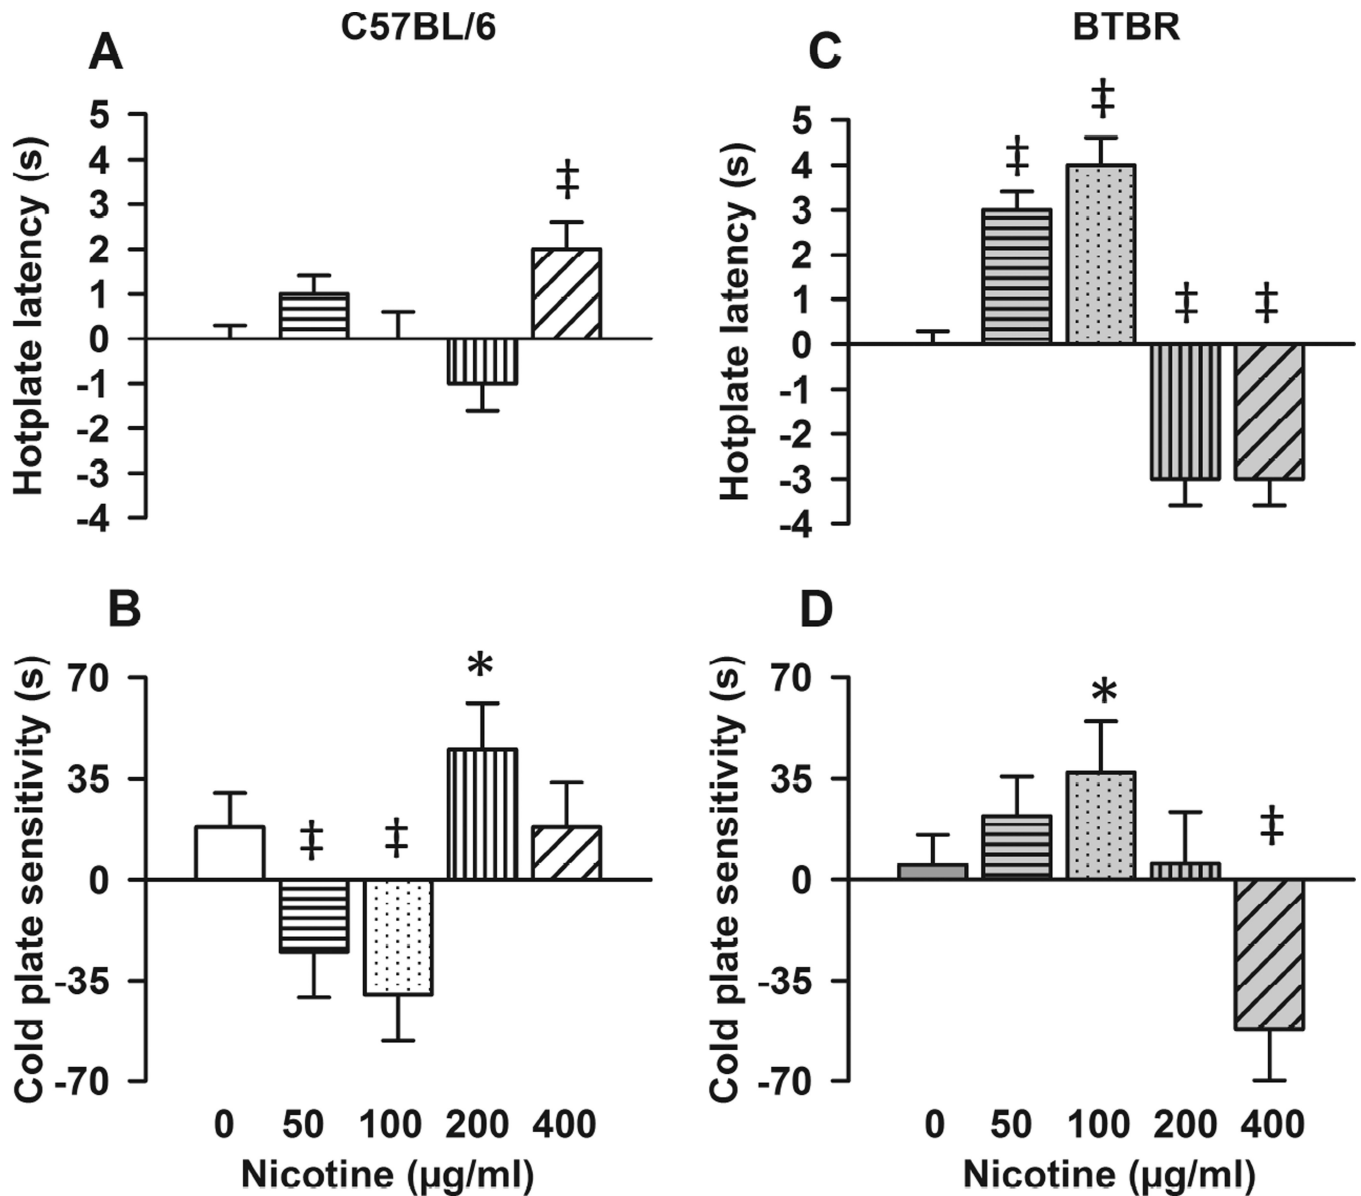 C57BL/6
BTBR
A
Hotplate latency (s)
5
4
3
2
1
0
-1
-2
-3
-4
‡
C
Hotplate latency (s)
5
4
3
2
1
0
-1
-2
-3
-4
‡
‡
‡
‡
B
Cold plate sensitivity (s)
70
35
0
-35
-70
‡
‡
*
0 50 100 200 400
Nicotine (µg/ml)
D
Cold plate sensitivity (s)
70
35
0
-35
-70
*
‡
0 50 100 200 400
Nicotine (µg/ml)